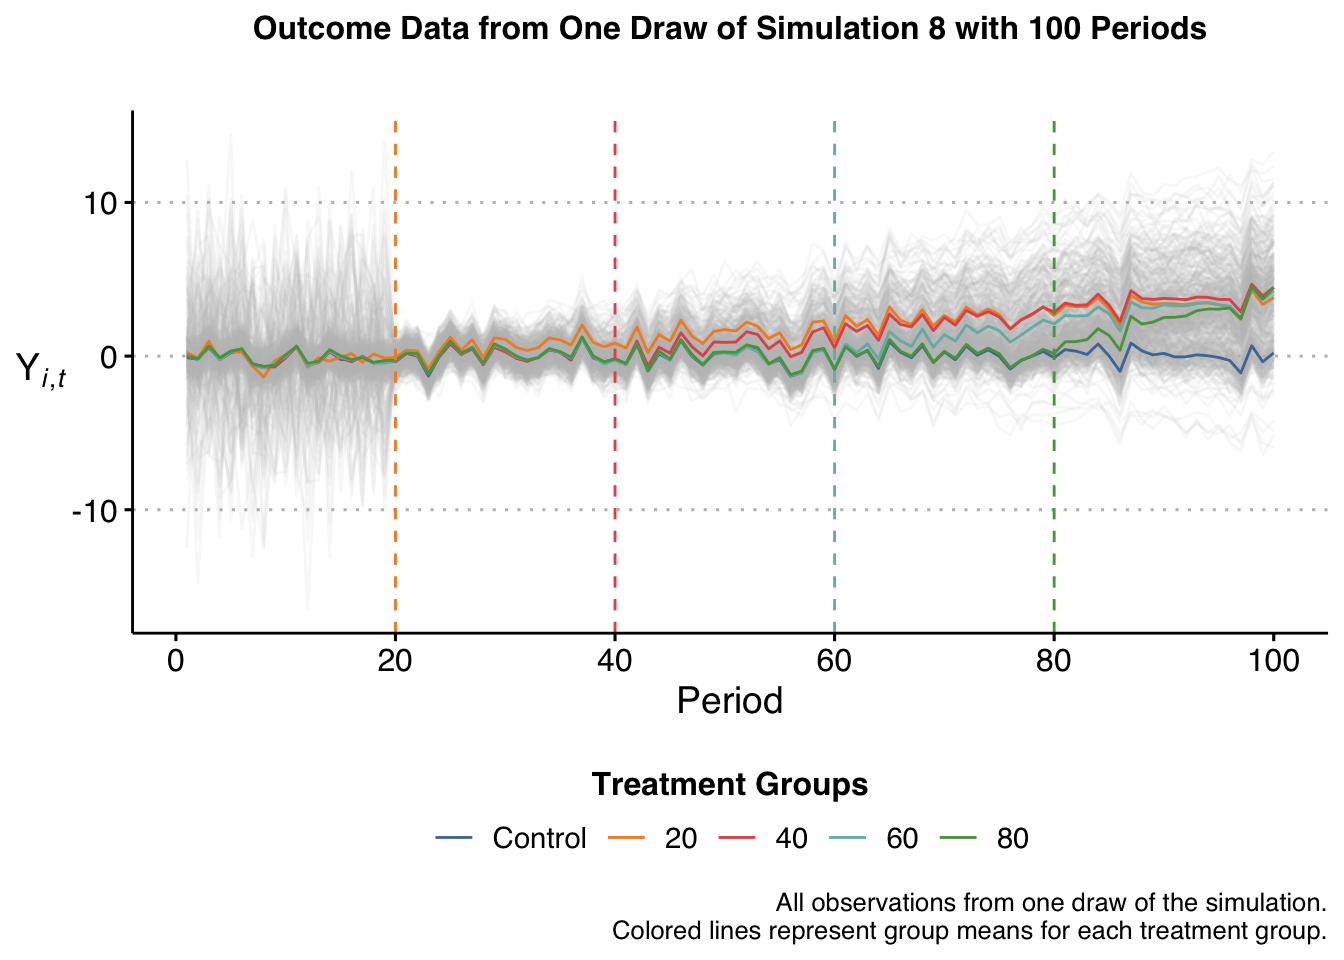 Outcome Data from One Draw of Simulation 8 with 100 Periods
10
0
-10
Y i,t
0 20 40 60 80 100
Period
Treatment Groups
Control 20 40 60 80
All observations from one draw of the simulation.
Colored lines represent group means for each treatment group.